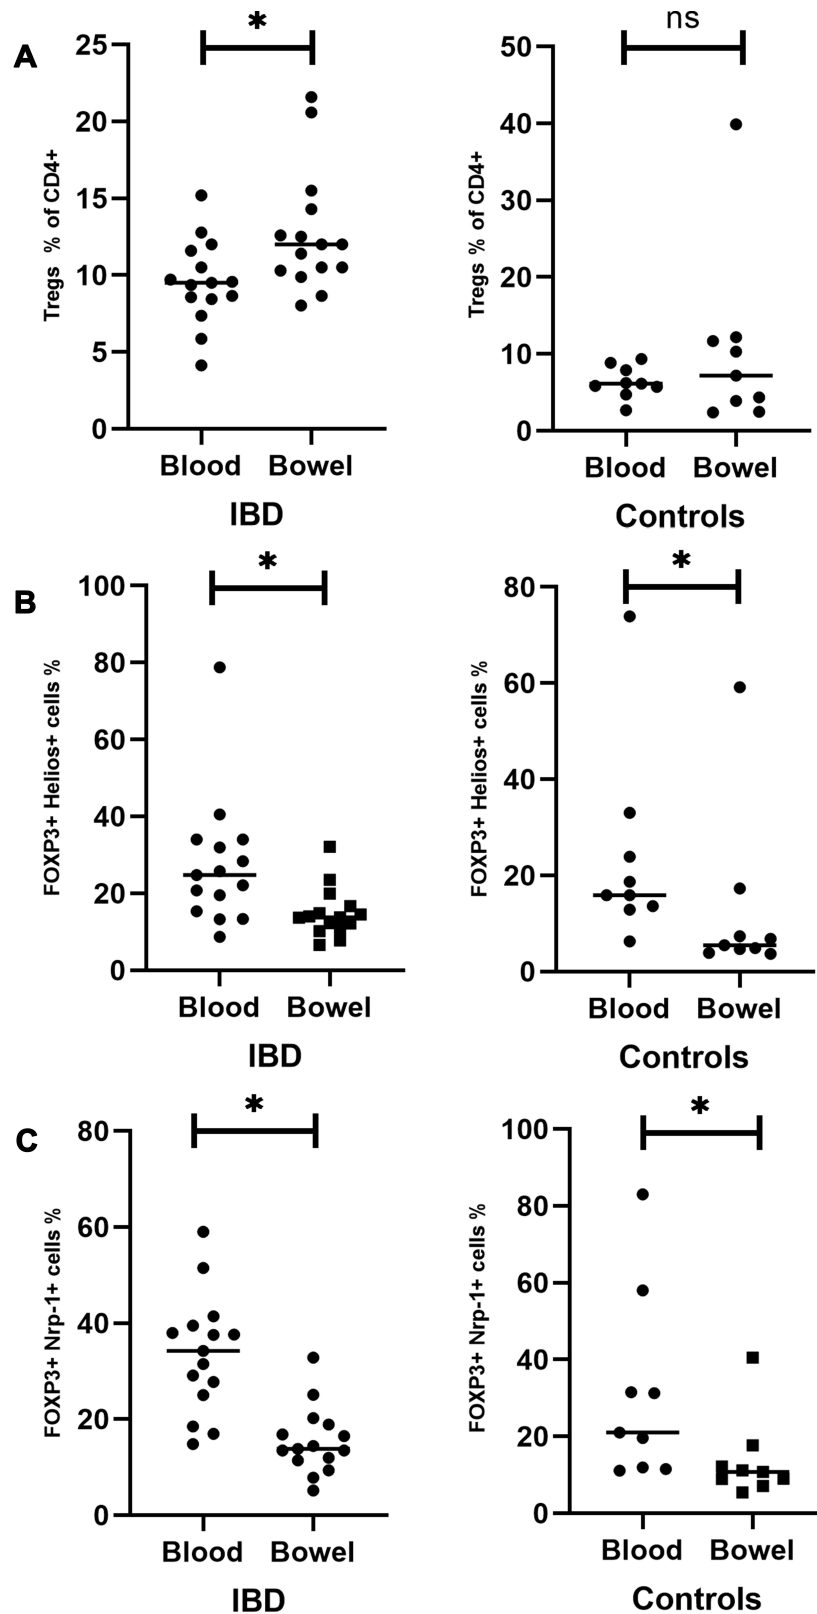 A
*
ns
Tregs % of CD4+
25
20
15
10
5
0
Blood Bowel
IBD
Tregs % of CD4+
50
40
30
20
10
0
Blood Bowel
Controls
B
*
*
FOXP3+ Helios+ cells %
100
80
60
40
20
0
Blood Bowel
IBD
FOXP3+ Helios+ cells %
80
60
40
20
0
Blood Bowel
Controls
C
*
*
FOXP3+ Nrp-1+ cells %
80
60
40
20
0
Blood Bowel
IBD
FOXP3+ Nrp-1+ cells %
100
80
60
40
20
0
Blood Bowel
Controls